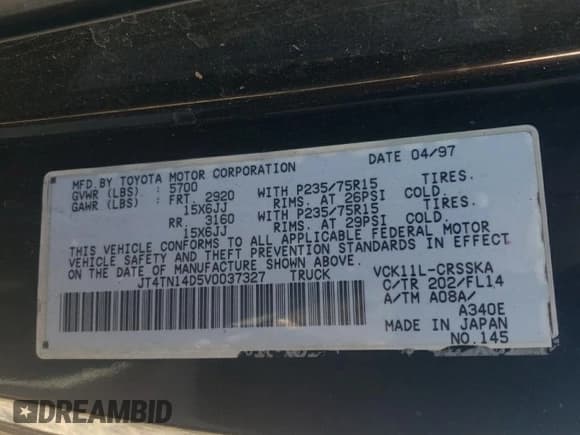 MFD.BY TOYOTA MOTOR CORPORATION DATE 04/97
GVWR (LBS): 5700
GAWR (LBS): FRT. 2920 WITH P235/75R15 TIRES.
15X6JJ RIMS. AT 26PSI COLD.
RR. 3160 WITH P235/75R15 TIRES.
15X6JJ RIMS. AT 29PSI COLD.
THIS VEHICLE CONFORMS TO ALL APPLICABLE FEDERAL MOTOR
VEHICLE SAFETY AND THEFT PREVENTION STANDARDS IN EFFECT
ON THE DATE OF MANUFACTURE SHOWN ABOVE.
JT4TN14D5V0037327 TRUCK VCK11L-CRSSKA
C/TR 202/FL14
A/TM A08A/
A340E
MADE IN JAPAN
NO.145
DREAMBID